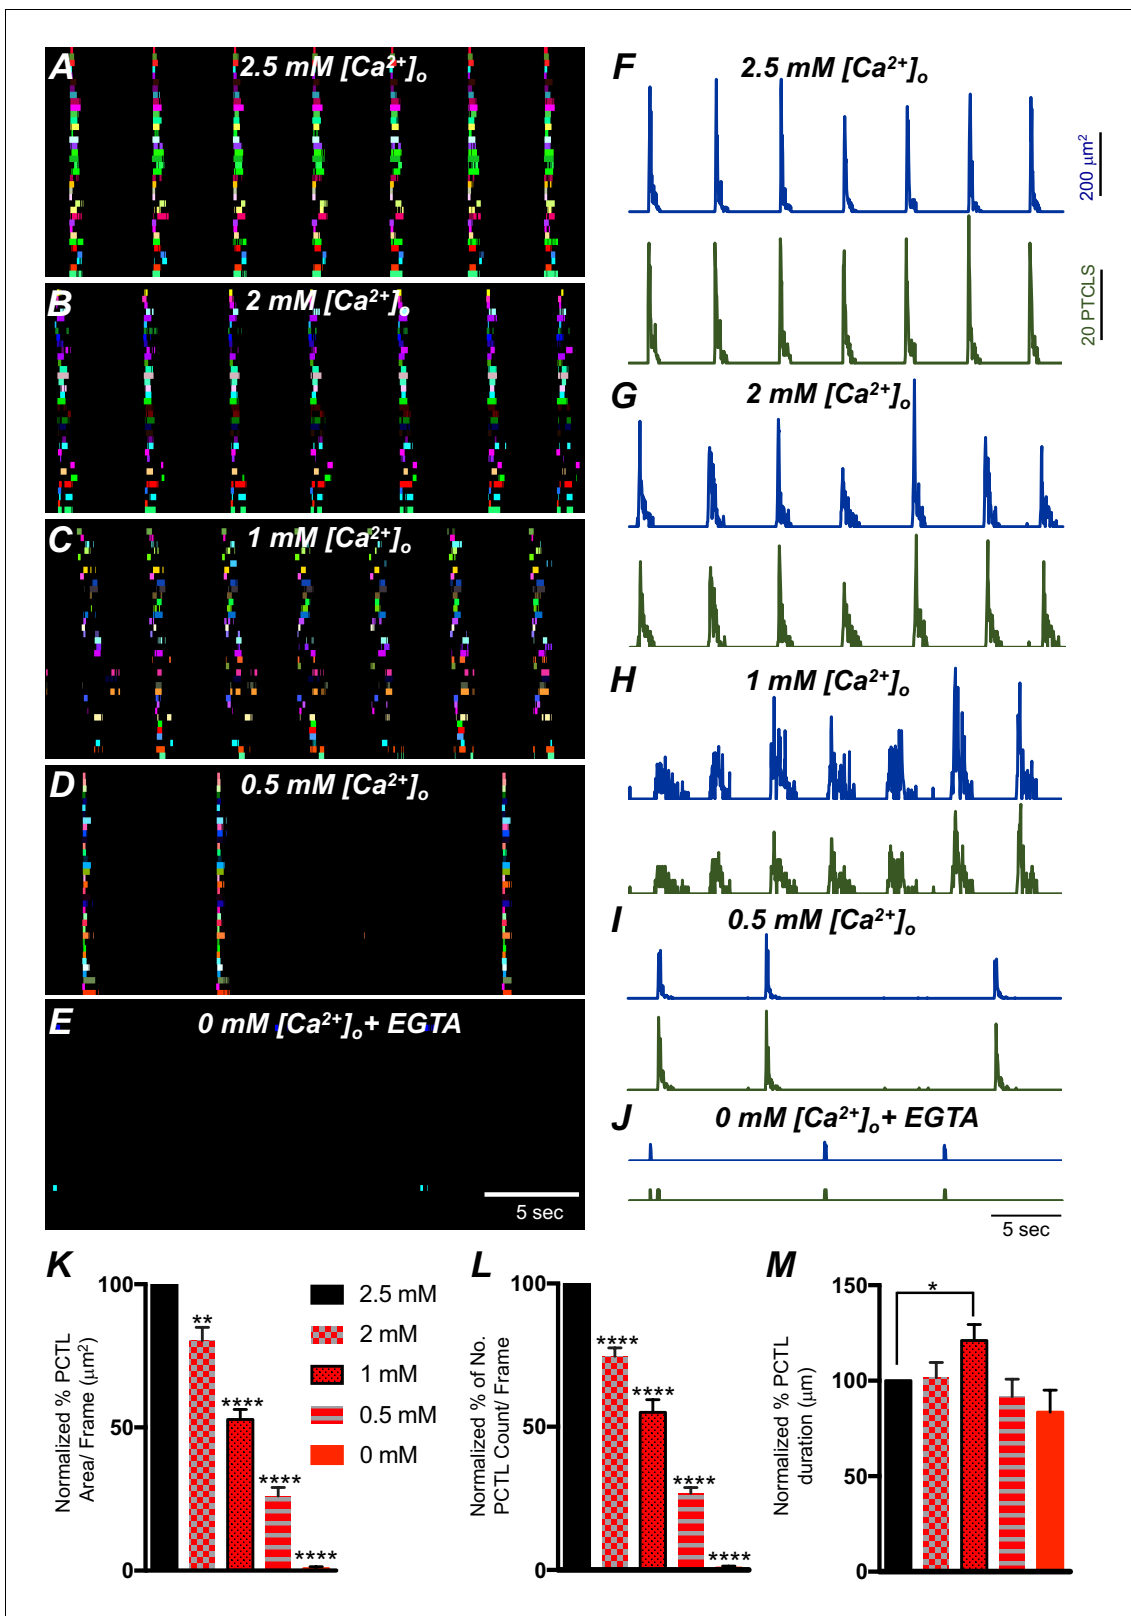 A
2.5 mM [Ca²⁺]ₒ
B
2 mM [Ca²⁺]ₒ
C
1 mM [Ca²⁺]ₒ
D
0.5 mM [Ca²⁺]ₒ
E
0 mM [Ca²⁺]ₒ+ EGTA
5 sec
F
2.5 mM [Ca²⁺]ₒ
200 µm²
20 PTCLS
G
2 mM [Ca²⁺]ₒ
H
1 mM [Ca²⁺]ₒ
I
0.5 mM [Ca²⁺]ₒ
J
0 mM [Ca²⁺]ₒ+ EGTA
5 sec
K
Normalized % PCTL
Area/ Frame (µm²)
100
50
0
**
****
****
****
2.5 mM
2 mM
1 mM
0.5 mM
0 mM
L
Normalized % of No.
PCTL Count/ Frame
100
50
0
****
****
****
****
M
Normalized % PCTL
duration (µm)
150
100
50
0
*